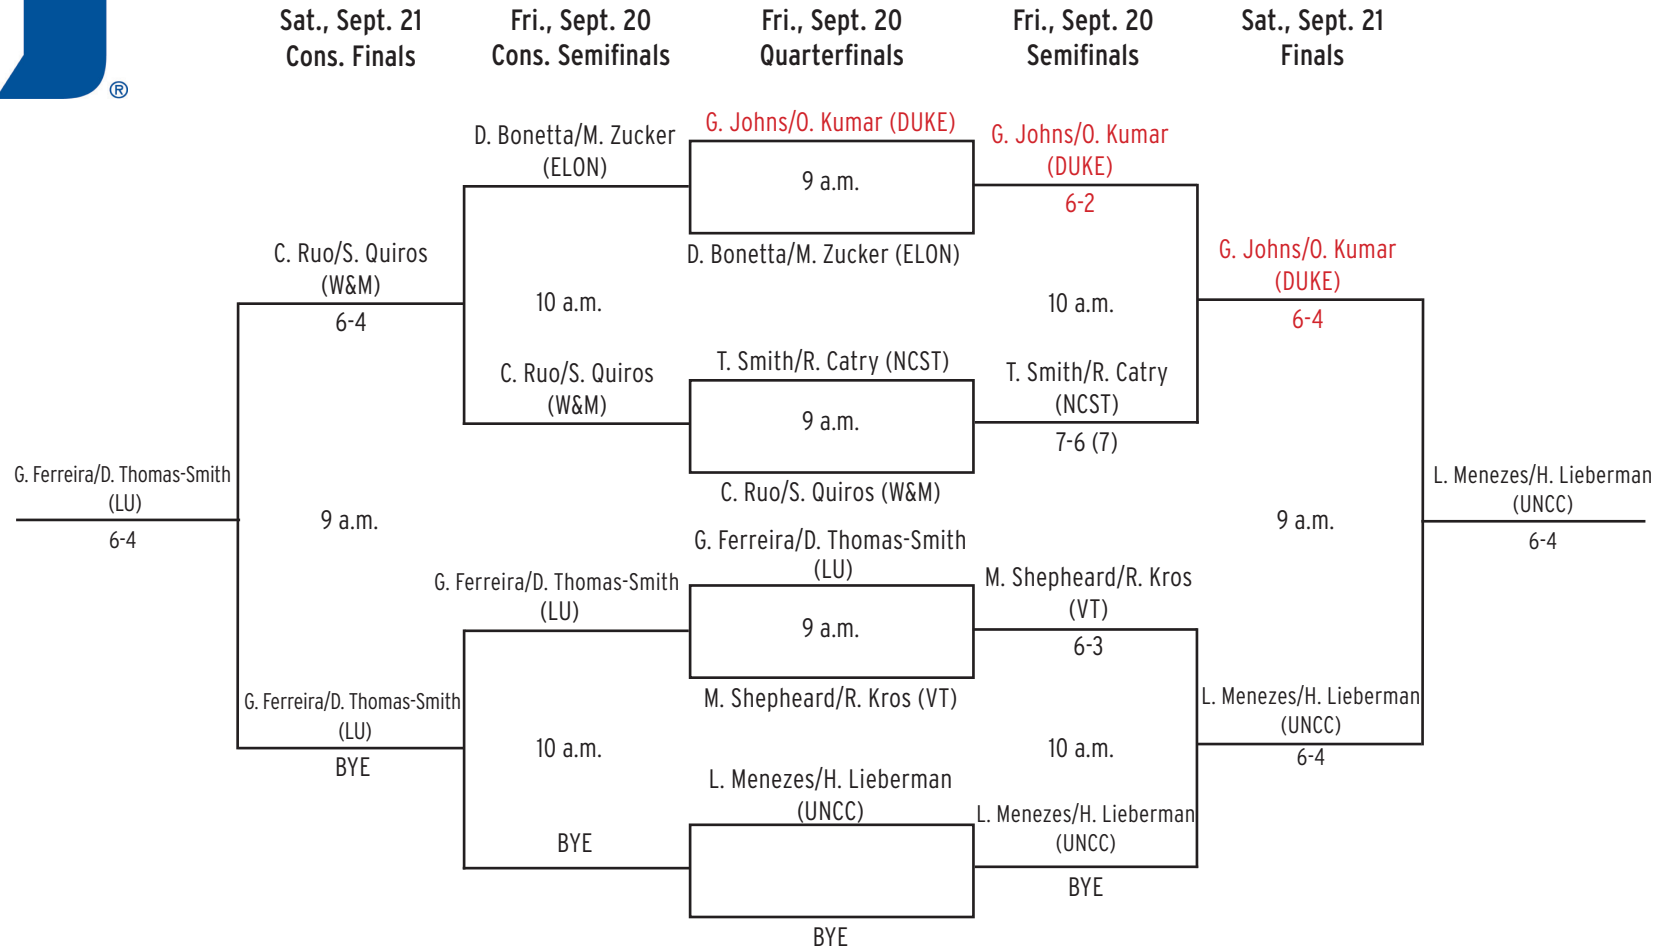 Sat., Sept. 21
Cons. Finals
Fri., Sept. 20
Cons. Semifinals
Fri., Sept. 20
Quarterfinals
Fri., Sept. 20
Semifinals
Sat., Sept. 21
Finals
®
G. Ferreira/D. Thomas-Smith
(LU)
6-4
C. Ruo/S. Quiros
(W&M)
6-4
9 a.m.
G. Ferreira/D. Thomas-Smith
(LU)
BYE
D. Bonetta/M. Zucker
(ELON)
10 a.m.
C. Ruo/S. Quiros
(W&M)
G. Ferreira/D. Thomas-Smith
(LU)
10 a.m.
BYE
G. Johns/O. Kumar (DUKE)
9 a.m.
D. Bonetta/M. Zucker (ELON)
T. Smith/R. Catry (NCST)
9 a.m.
C. Ruo/S. Quiros (W&M)
G. Ferreira/D. Thomas-Smith
(LU)
9 a.m.
M. Shepheard/R. Kros (VT)
L. Menezes/H. Lieberman
(UNCC)
BYE
G. Johns/O. Kumar
(DUKE)
6-2
10 a.m.
T. Smith/R. Catry
(NCST)
7-6 (7)
M. Shepheard/R. Kros
(VT)
6-3
10 a.m.
L. Menezes/H. Lieberman
(UNCC)
BYE
G. Johns/O. Kumar
(DUKE)
6-4
9 a.m.
L. Menezes/H. Lieberman
(UNCC)
6-4
L. Menezes/H. Lieberman
(UNCC)
6-4